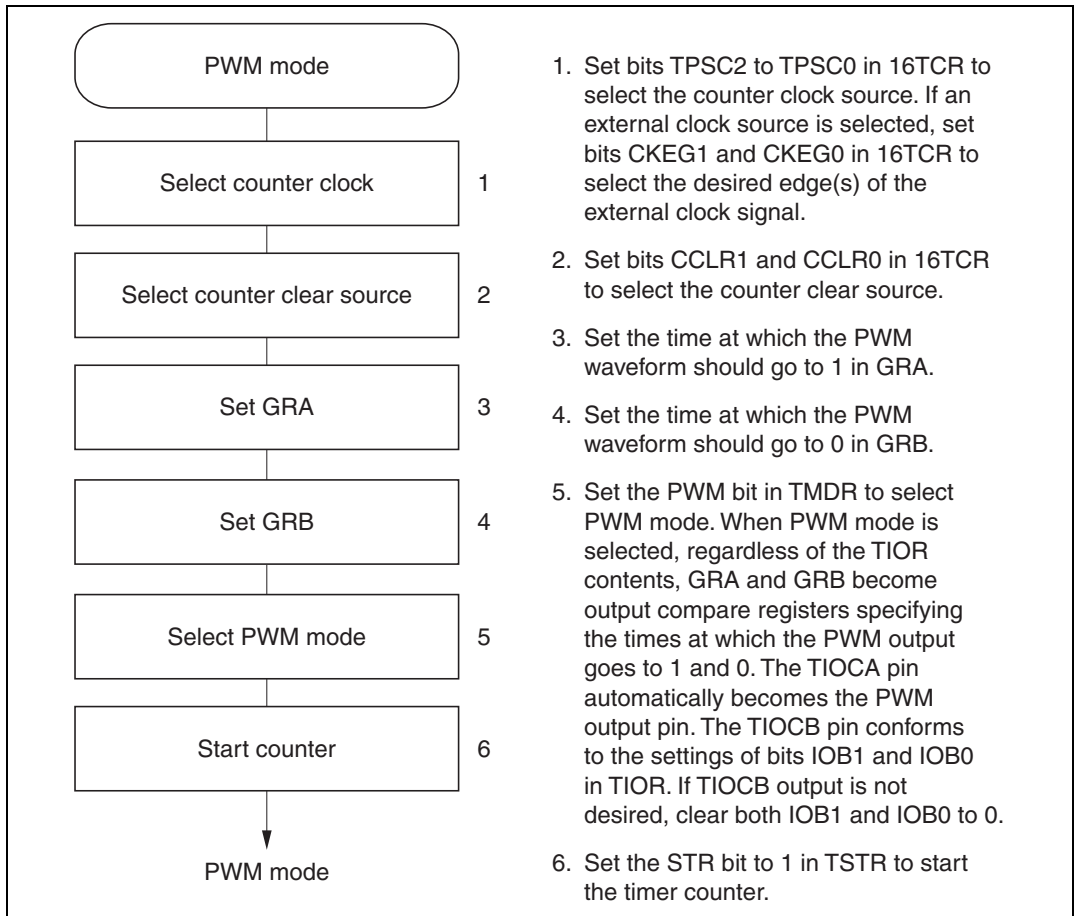 PWM mode
Select counter clock
1
Select counter clear source
2
Set GRA
3
Set GRB
4
Select PWM mode
5
Start counter
6
PWM mode
1. Set bits TPSC2 to TPSC0 in 16TCR to
select the counter clock source. If an
external clock source is selected, set
bits CKEG1 and CKEG0 in 16TCR to
select the desired edge(s) of the
external clock signal.
2. Set bits CCLR1 and CCLR0 in 16TCR
to select the counter clear source.
3. Set the time at which the PWM
waveform should go to 1 in GRA.
4. Set the time at which the PWM
waveform should go to 0 in GRB.
5. Set the PWM bit in TMDR to select
PWM mode. When PWM mode is
selected, regardless of the TIOR
contents, GRA and GRB become
output compare registers specifying
the times at which the PWM output
goes to 1 and 0. The TIOCA pin
automatically becomes the PWM
output pin. The TIOCB pin conforms
to the settings of bits IOB1 and IOB0
in TIOR. If TIOCB output is not
desired, clear both IOB1 and IOB0 to 0.
6. Set the STR bit to 1 in TSTR to start
the timer counter.